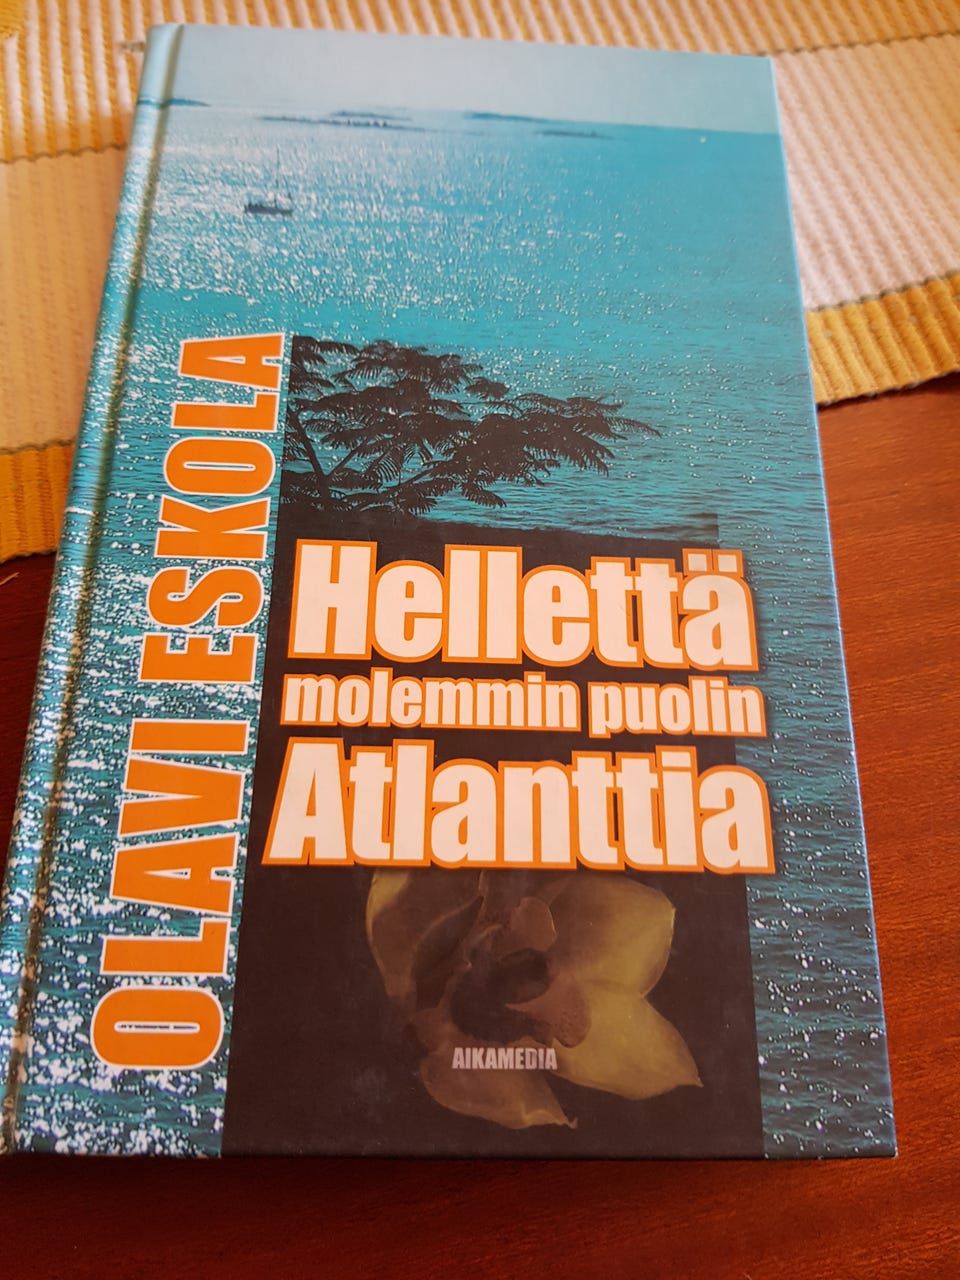 OLAVI ESKOLA
Hellettä
molemmin puolin
Atlanttia
AIKAMEDIA